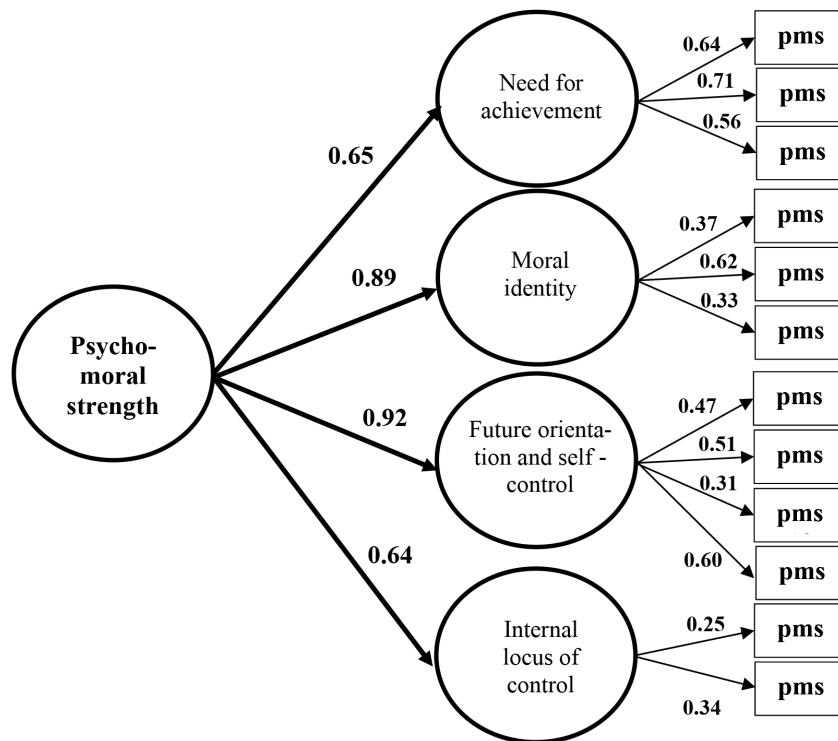 Psycho-
moral
strength
0.65
0.89
0.92
0.64
Need for
achievement
0.64
0.71
0.56
pms
pms
pms
Moral
identity
0.37
0.62
0.33
pms
pms
pms
Future orienta-
tion and self -
control
0.47
0.51
0.31
0.60
pms
pms
pms
pms
Internal
locus of
control
0.25
0.34
pms
pms